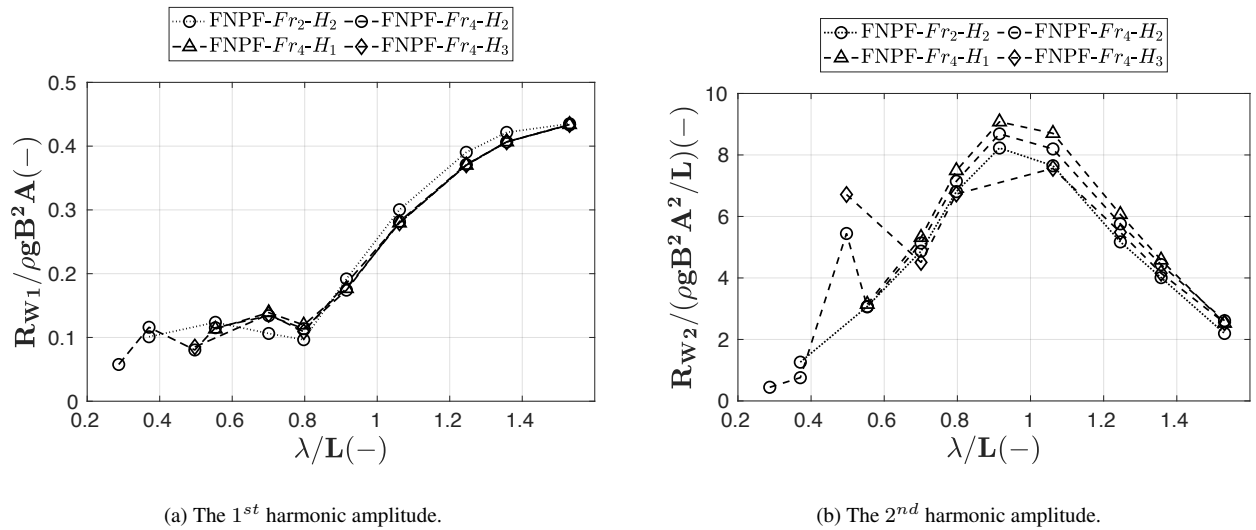 FNPF-Fr₂-H₂ FNPF-Fr₄-H₂
FNPF-Fr₄-H₁ FNPF-Fr₄-H₃
0.5
0.4
0.3
0.2
0.1
0
R_W₁/ρgB²A(−)
0.2 0.4 0.6 0.8 1 1.2 1.4
λ/L(−)
(a) The 1ˢᵗ harmonic amplitude.
FNPF-Fr₂-H₂ FNPF-Fr₄-H₂
FNPF-Fr₄-H₁ FNPF-Fr₄-H₃
10
8
6
4
2
0
R_W₂/(ρgB²A²/L)(−)
0.2 0.4 0.6 0.8 1 1.2 1.4
λ/L(−)
(b) The 2ⁿᵈ harmonic amplitude.